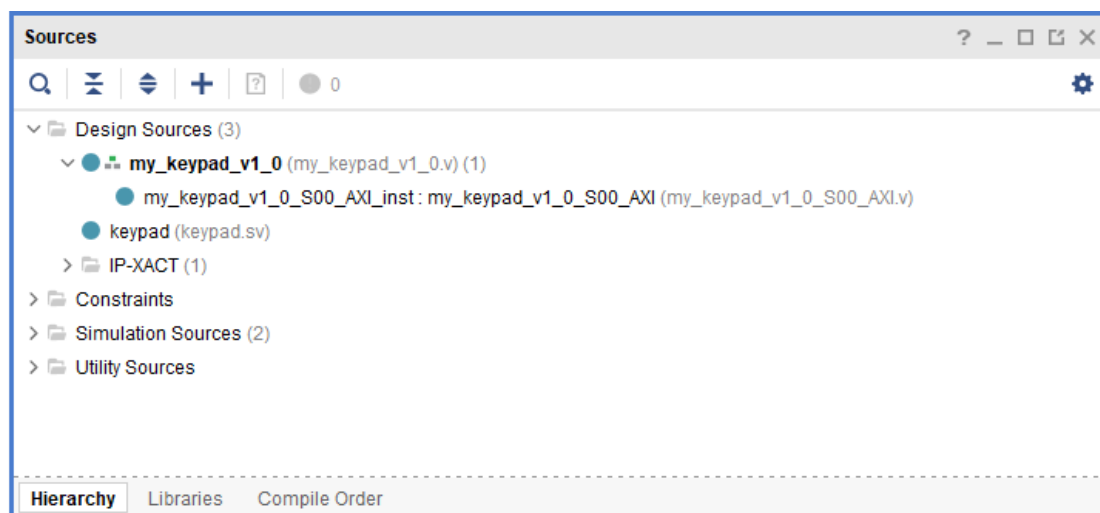 Sources
0
Design Sources (3)
my_keypad_v1_0 (my_keypad_v1_0.v) (1)
my_keypad_v1_0_S00_AXI_inst : my_keypad_v1_0_S00_AXI (my_keypad_v1_0_S00_AXI.v)
keypad (keypad.sv)
IP-XACT (1)
Constraints
Simulation Sources (2)
Utility Sources
Hierarchy Libraries Compile Order